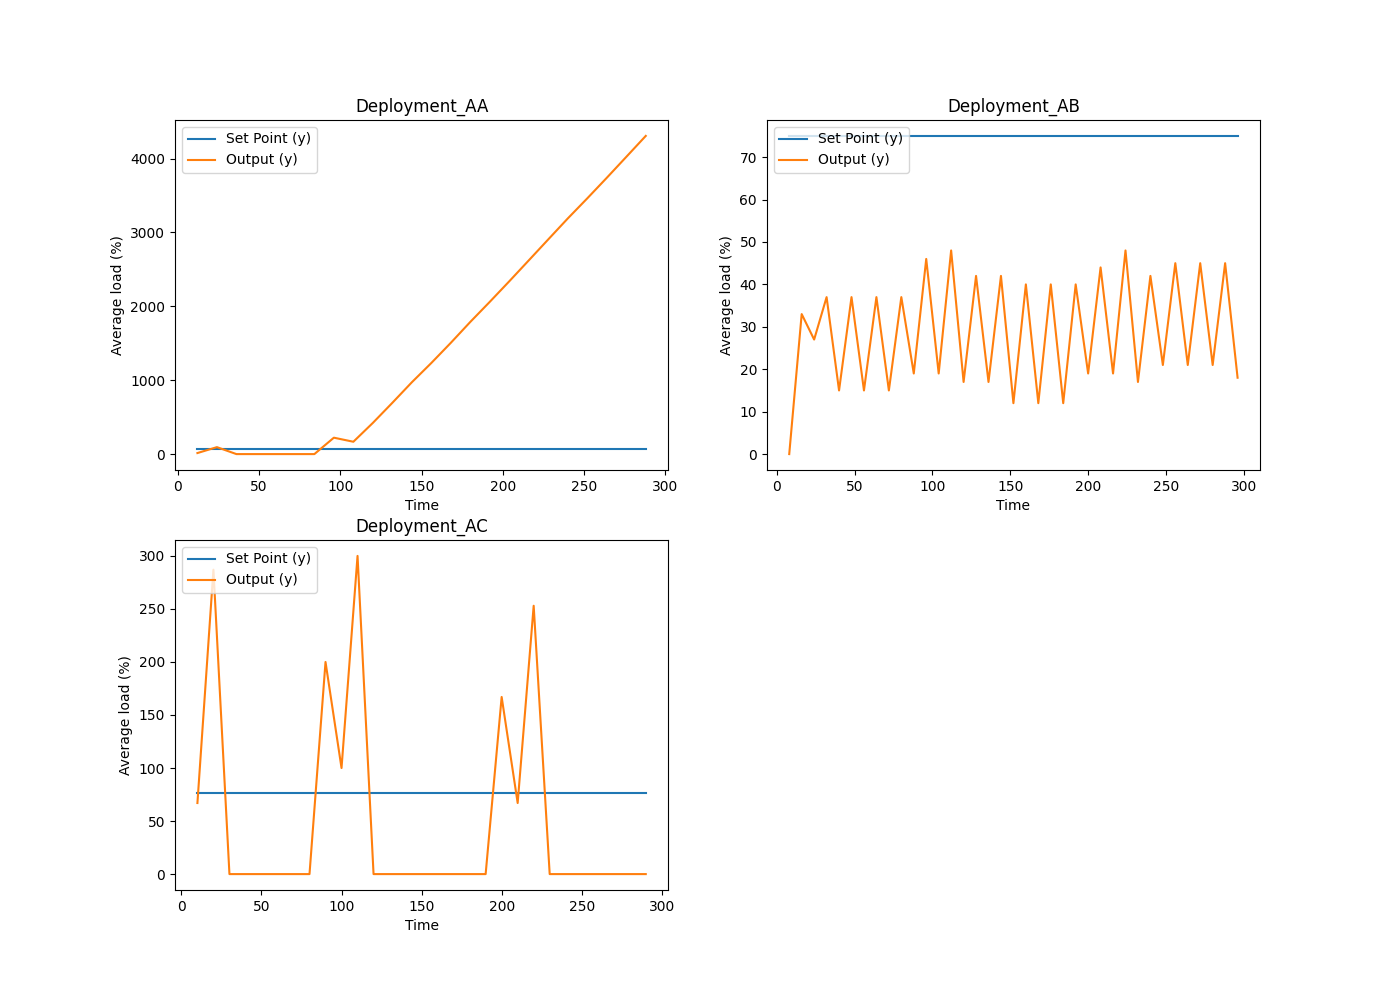 Deployment_AA
Set Point (y)
Output (y)
4000
3000
2000
1000
0
Average load (%)
0 50 100 150 200 250 300
Time
Deployment_AB
Set Point (y)
Output (y)
70
60
50
40
30
20
10
0
Average load (%)
0 50 100 150 200 250 300
Time
Deployment_AC
Set Point (y)
Output (y)
300
250
200
150
100
50
0
Average load (%)
0 50 100 150 200 250 300
Time